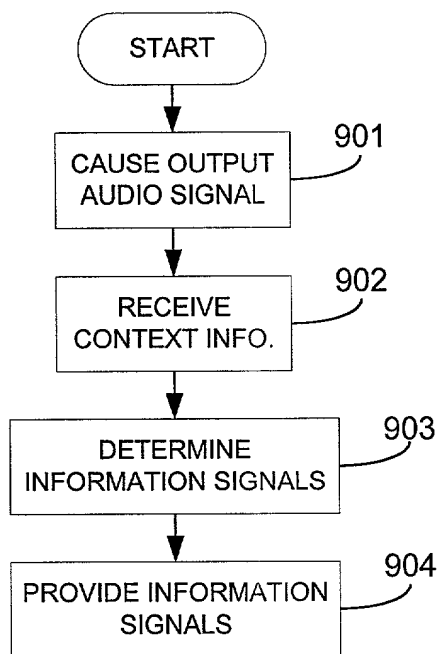 START
901
CAUSE OUTPUT
AUDIO SIGNAL
902
RECEIVE
CONTEXT INFO.
903
DETERMINE
INFORMATION SIGNALS
904
PROVIDE INFORMATION
SIGNALS